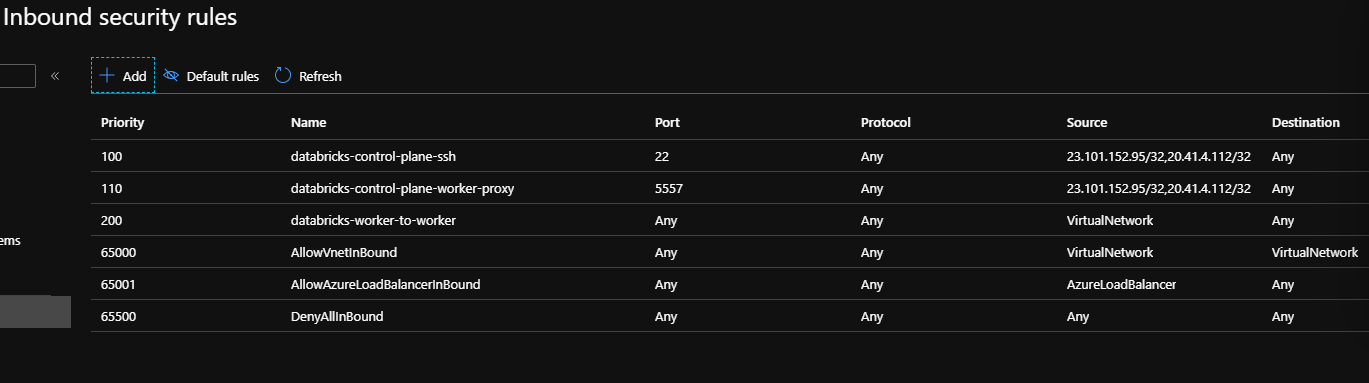 Inbound security rules
« Add Default rules Refresh
Priority Name Port Protocol Source Destination
100 databricks-control-plane-ssh 22 Any 23.101.152.95/32,20.41.4.112/32 Any
110 databricks-control-plane-worker-proxy 5557 Any 23.101.152.95/32,20.41.4.112/32 Any
200 databricks-worker-to-worker Any Any VirtualNetwork Any
ems
65000 AllowVnetInBound Any Any VirtualNetwork VirtualNetwork
65001 AllowAzureLoadBalancerInBound Any Any AzureLoadBalancer Any
65500 DenyAllInBound Any Any Any Any